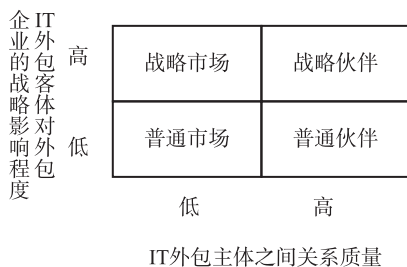 IT外包客体对外包
企业的战略影响程度
高
战略市场
战略伙伴
低
普通市场
普通伙伴
低
高
IT外包主体之间关系质量